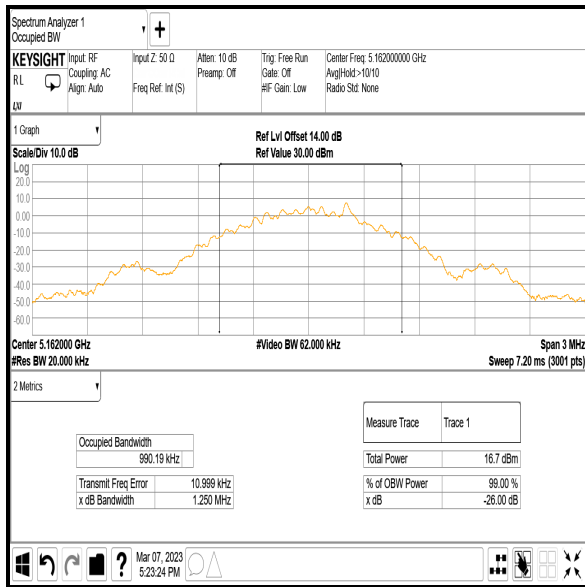 Spectrum Analyzer 1
Occupied BW
KEYSIGHT
R L
LXI
Input: RF
Coupling: AC
Align: Auto
Input Z: 50 Ω
Freq Ref: Int (S)
Atten: 10 dB
Preamp: Off
Trig: Free Run
Gate: Off
#IF Gain: Low
Center Freq: 5.162000000 GHz
Avg|Hold:>10/10
Radio Std: None
1 Graph
Scale/Div 10.0 dB
Ref Lvl Offset 14.00 dB
Ref Value 30.00 dBm
Log
20.0
10.0
0.00
-10.0
-20.0
-30.0
-40.0
-50.0
-60.0
Center 5.162000 GHz
#Video BW 62.000 kHz
Span 3 MHz
#Res BW 20.000 kHz
Sweep 7.20 ms (3001 pts)
2 Metrics
Occupied Bandwidth
990.19 kHz
Transmit Freq Error 10.999 kHz
x dB Bandwidth 1.250 MHz
Measure Trace Trace 1
Total Power 16.7 dBm
% of OBW Power 99.00 %
x dB -26.00 dB
?
Mar 07, 2023
5:23:24 PM